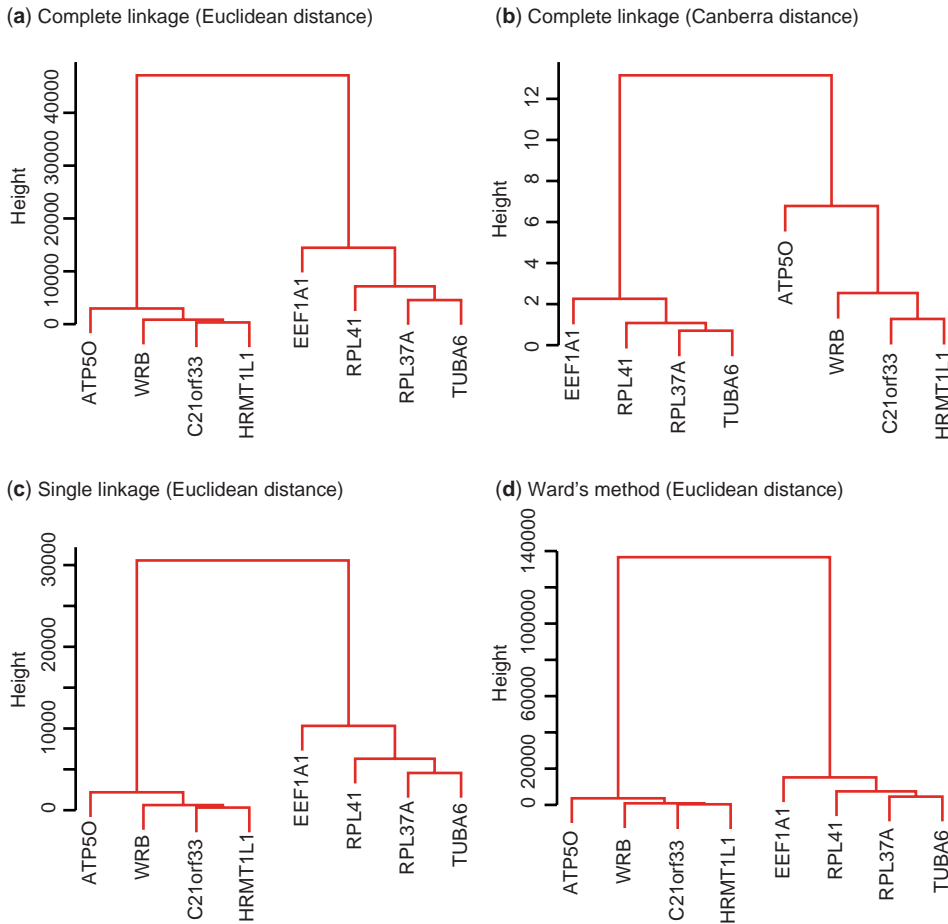 (a) Complete linkage (Euclidean distance)
Height
40000
30000
20000
10000
0
ATP5O
WRB
C21orf33
HRMT1L1
EEF1A1
RPL41
RPL37A
TUBA6
(b) Complete linkage (Canberra distance)
Height
12
10
8
6
4
2
0
EEF1A1
RPL41
RPL37A
TUBA6
ATP5O
WRB
C21orf33
HRMT1L1
(c) Single linkage (Euclidean distance)
Height
30000
20000
10000
0
ATP5O
WRB
C21orf33
HRMT1L1
EEF1A1
RPL41
RPL37A
TUBA6
(d) Ward's method (Euclidean distance)
Height
140000
100000
60000
20000
0
ATP5O
WRB
C21orf33
HRMT1L1
EEF1A1
RPL41
RPL37A
TUBA6